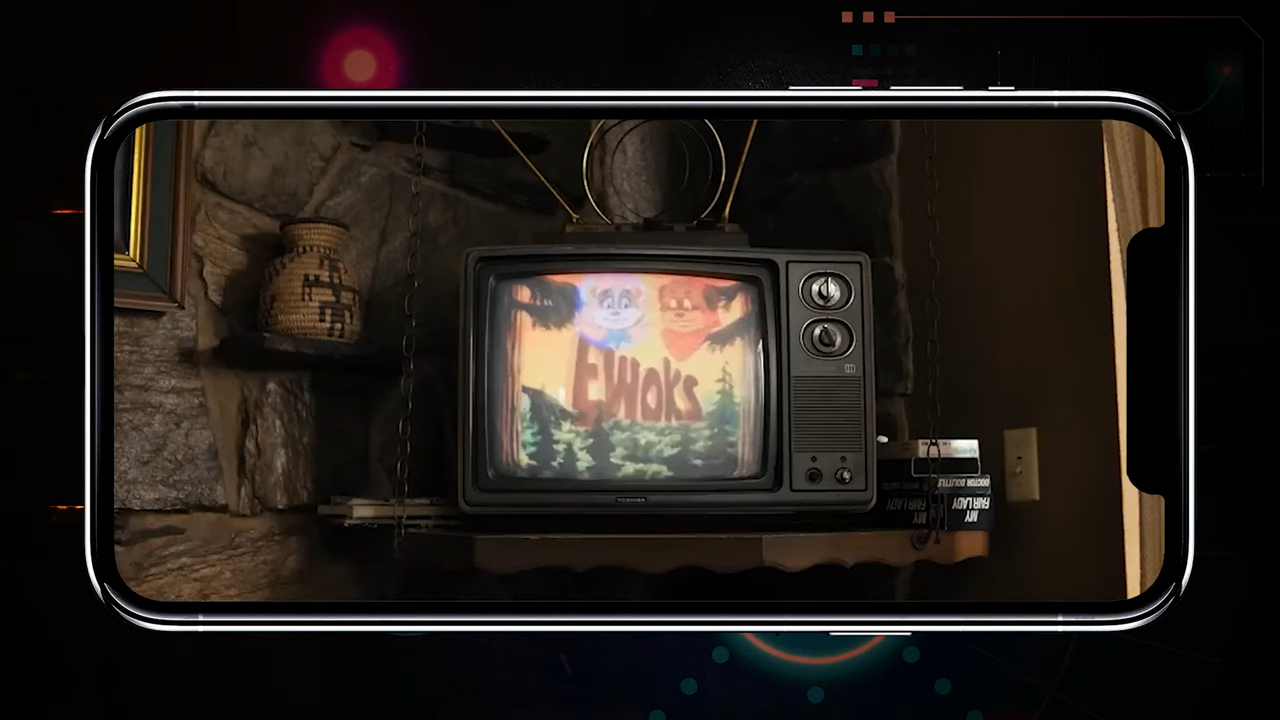 EWOKS
TOSHIBA
DOCTOR DOLITTLE
MY
FAIR LADY
MY
FAIR LADY